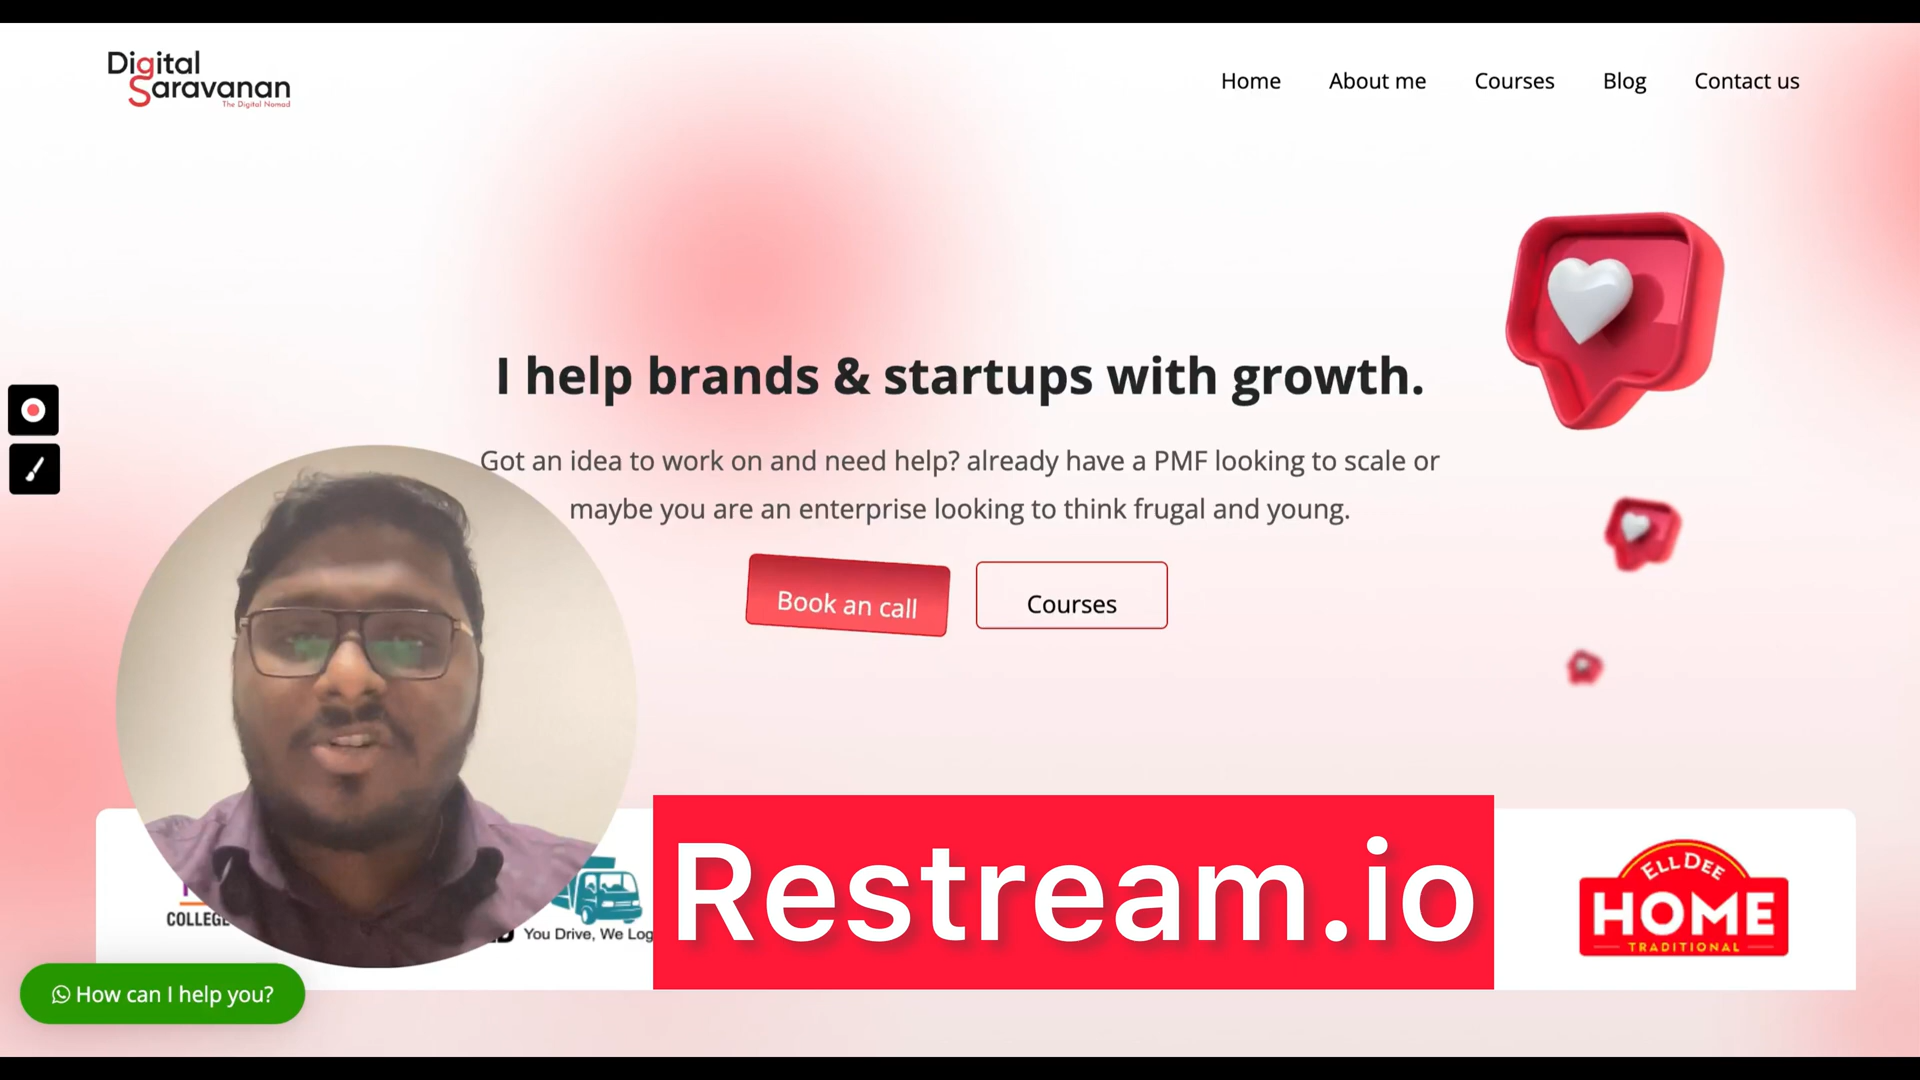 Digital
Saravanan
The Digital Nomad
Home
About me
Courses
Blog
Contact us
I help brands & startups with growth.
Got an idea to work on and need help? already have a PMF looking to scale or
maybe you are an enterprise looking to think frugal and young.
Book an call
Courses
You Drive, We Log
Restream.io
ELLDEE
HOME
TRADITIONAL
How can I help you?